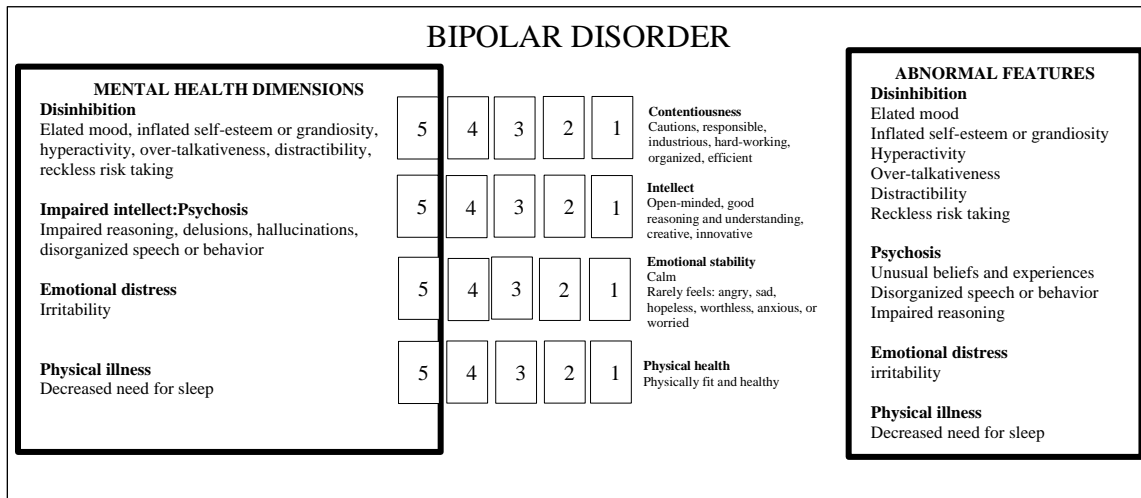 BIPOLAR DISORDER
MENTAL HEALTH DIMENSIONS
Disinhibition
Elated mood, inflated self-esteem or grandiosity,
hyperactivity, over-talkativeness, distractibility,
reckless risk taking
Impaired intellect:Psychosis
Impaired reasoning, delusions, hallucinations,
disorganized speech or behavior
Emotional distress
Irritability
Physical illness
Decreased need for sleep
5 4 3 2 1
Contentiousness
Cautions, responsible,
industrious, hard-working,
organized, efficient
5 4 3 2 1
Intellect
Open-minded, good
reasoning and understanding,
creative, innovative
5 4 3 2 1
Emotional stability
Calm
Rarely feels: angry, sad,
hopeless, worthless, anxious, or
worried
5 4 3 2 1
Physical health
Physically fit and healthy
ABNORMAL FEATURES
Disinhibition
Elated mood
Inflated self-esteem or grandiosity
Hyperactivity
Over-talkativeness
Distractibility
Reckless risk taking
Psychosis
Unusual beliefs and experiences
Disorganized speech or behavior
Impaired reasoning
Emotional distress
irritability
Physical illness
Decreased need for sleep